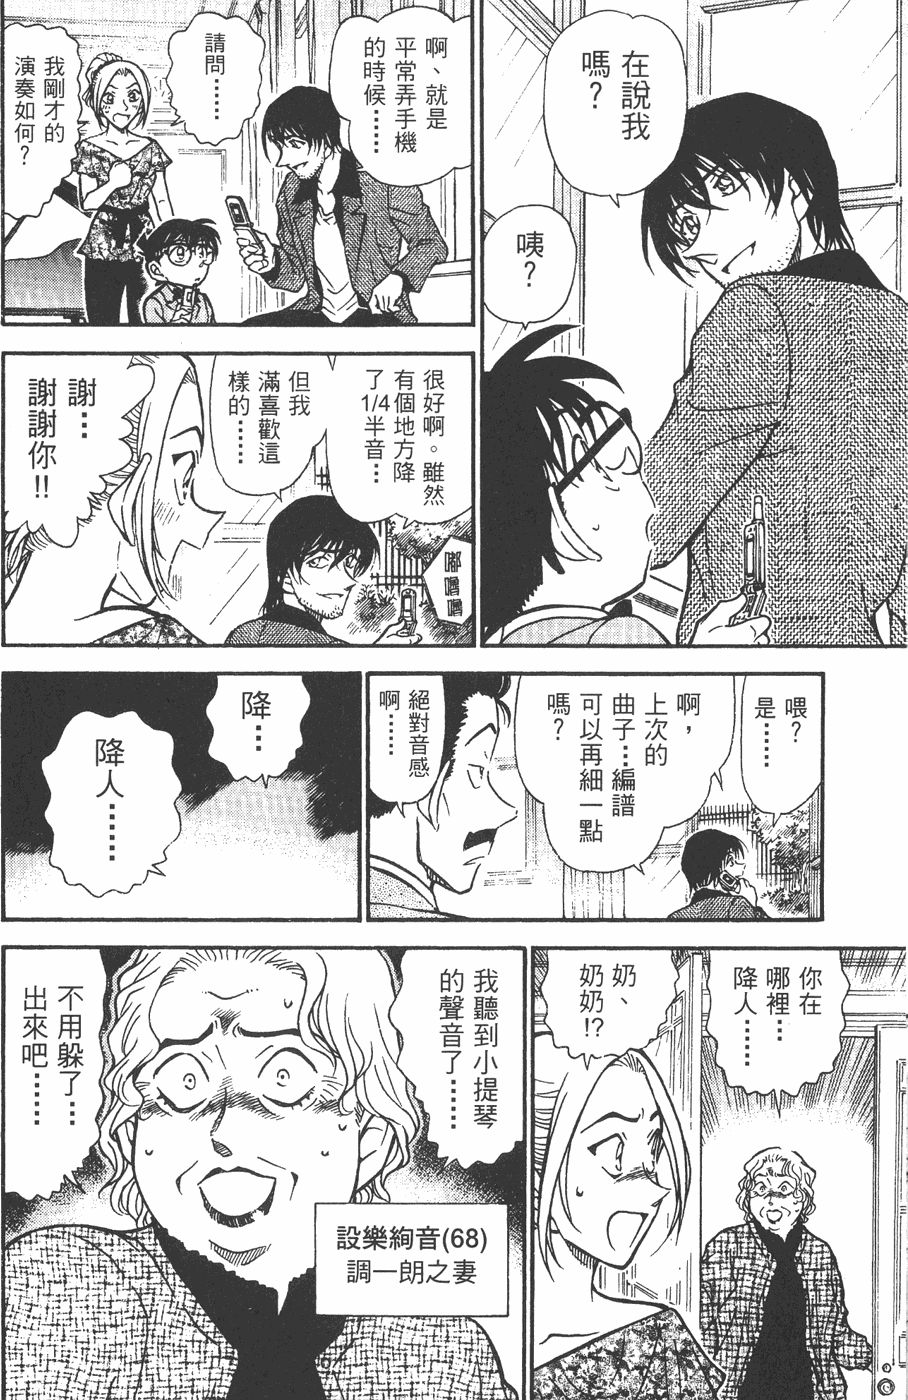 在說我
嗎？
咦？
啊、就是
平常弄手機
的時候……
請問……
我剛才的
演奏如何？
很好啊。雖然
有個地方降
了1/4半音…
但我
滿喜歡這
樣的……
嘟嚕嚕
謝…
謝謝你!!
喂？
是……
啊，
上次的
曲子…編譜
可以再細一點
嗎？
絕對音感
啊……
降…
降人……
你在
哪裡…
降人……
奶、
奶奶!?
我聽到小提琴
的聲音了……
不用躲了…
出來吧……
設樂絢音(68)
調一朗之妻